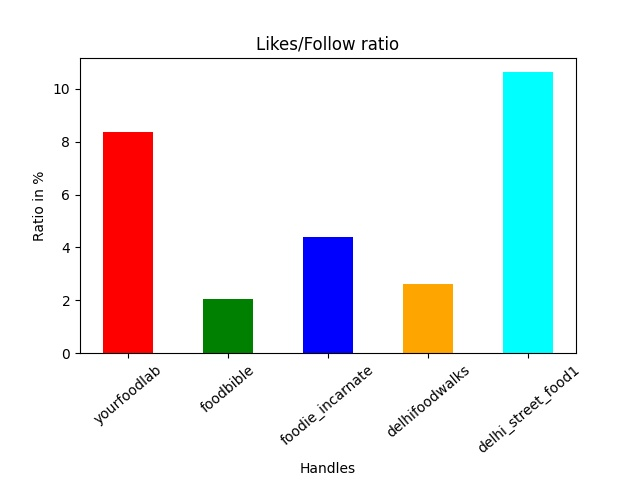 Likes/Follow ratio
Ratio in %
10
8
6
4
2
0
yourfoodlab
foodbible
foodie_incarnate
delhifoodwalks
delhi_street_food1
Handles